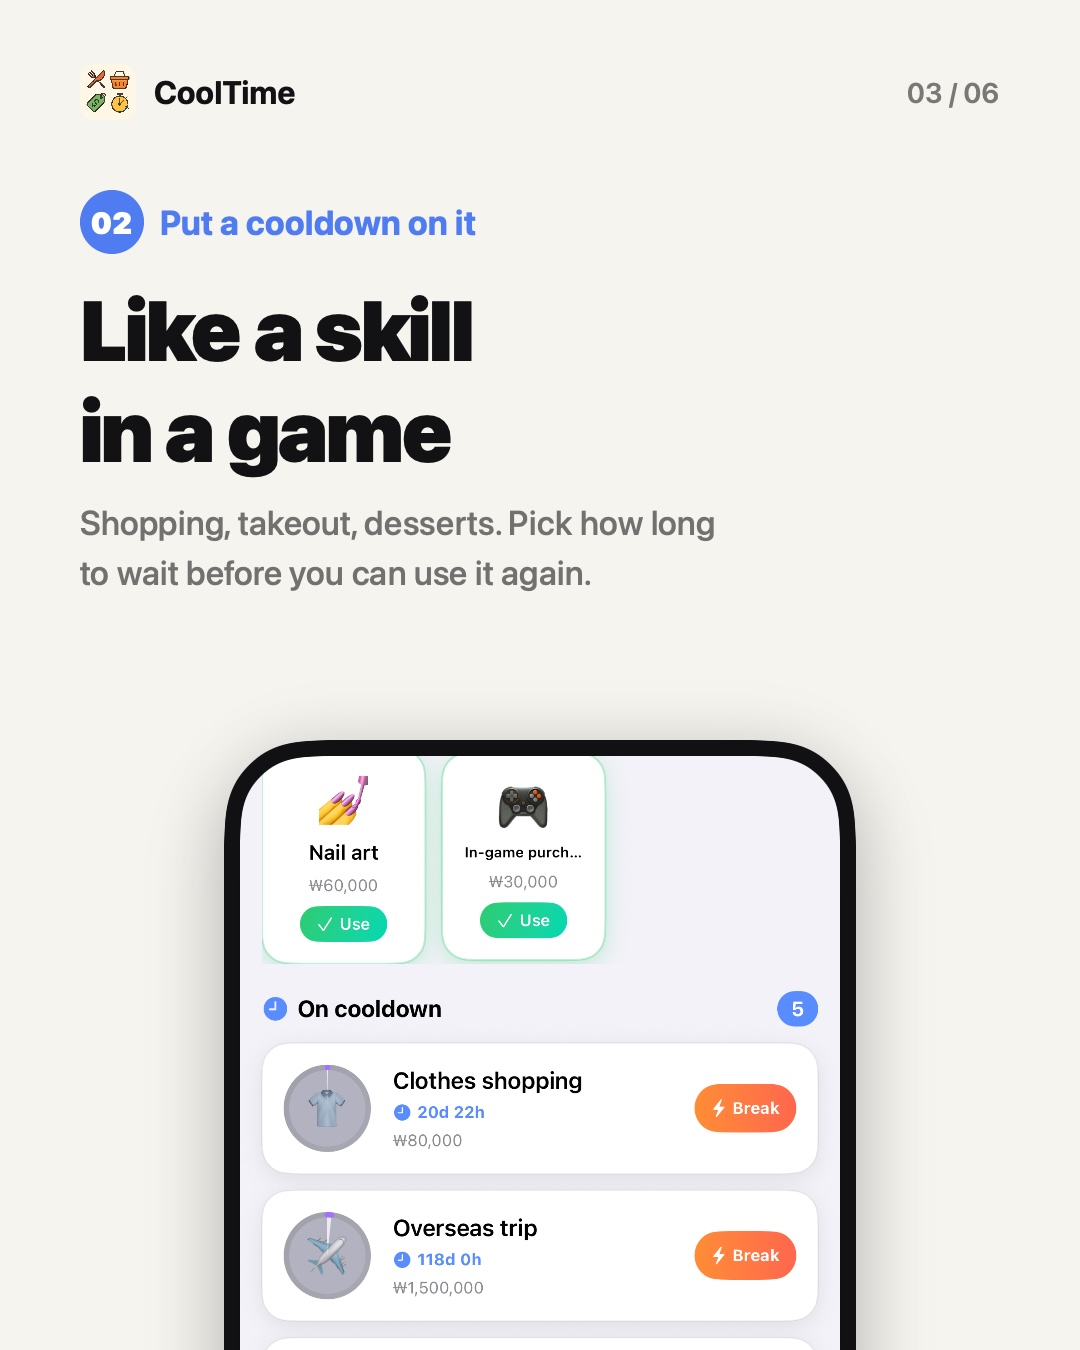 CoolTime
03 / 06
02 Put a cooldown on it
Like a skill
in a game
Shopping, takeout, desserts. Pick how long
to wait before you can use it again.
Nail art
₩60,000
Use
In-game purch...
₩30,000
Use
On cooldown
5
Clothes shopping
20d 22h
₩80,000
Break
Overseas trip
118d 0h
₩1,500,000
Break